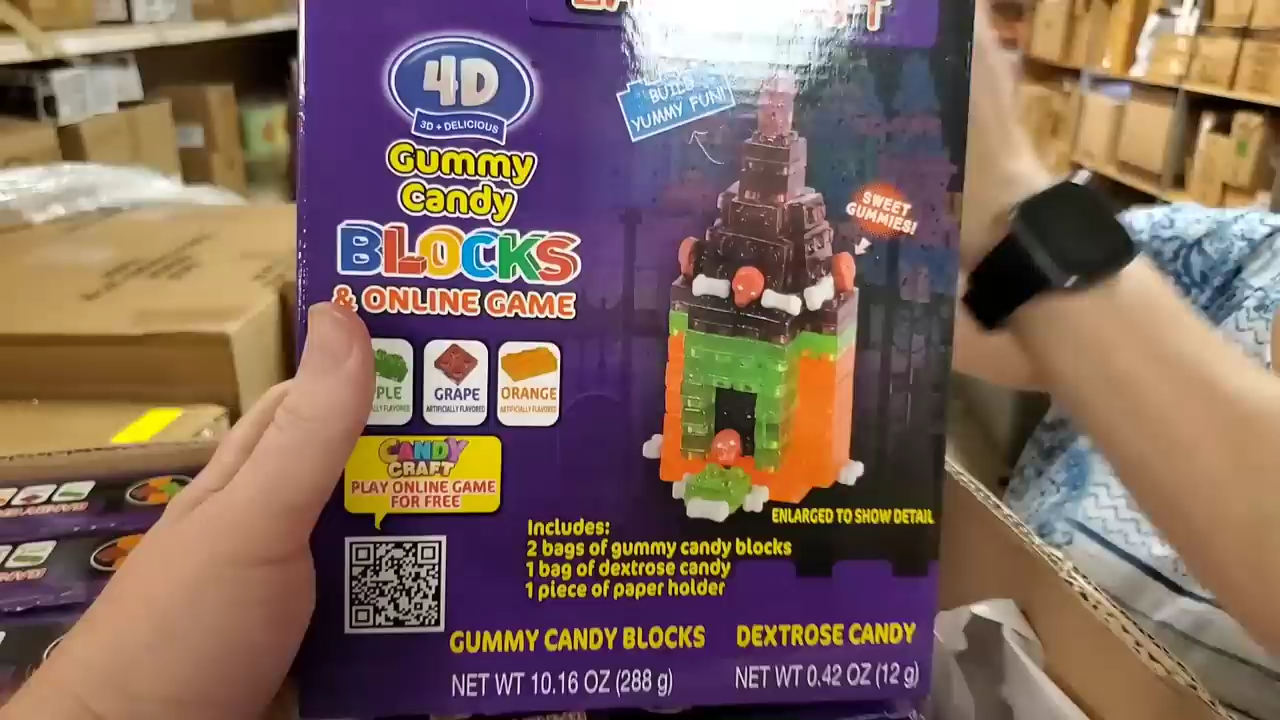 4D
3D + DELICIOUS
Gummy
Candy
BLOCKS
& ONLINE GAME
BUILD
YUMMY FUN!
SWEET
GUMMIES!
GRAPE
ARTIFICIALLY FLAVORED
ORANGE
ARTIFICIALLY FLAVORED
CANDY
CRAFT
PLAY ONLINE GAME
FOR FREE
ENLARGED TO SHOW DETAIL
Includes:
2 bags of gummy candy blocks
1 bag of dextrose candy
1 piece of paper holder
GUMMY CANDY BLOCKS
NET WT 10.16 OZ (288 g)
DEXTROSE CANDY
NET WT 0.42 OZ (12 g)